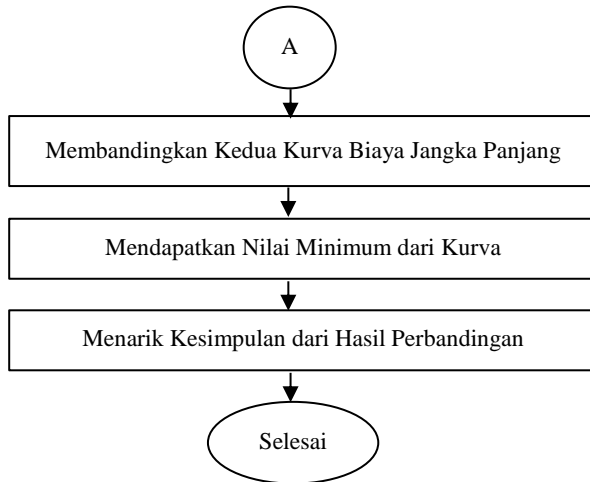 A
Membandingkan Kedua Kurva Biaya Jangka Panjang
Mendapatkan Nilai Minimum dari Kurva
Menarik Kesimpulan dari Hasil Perbandingan
Selesai